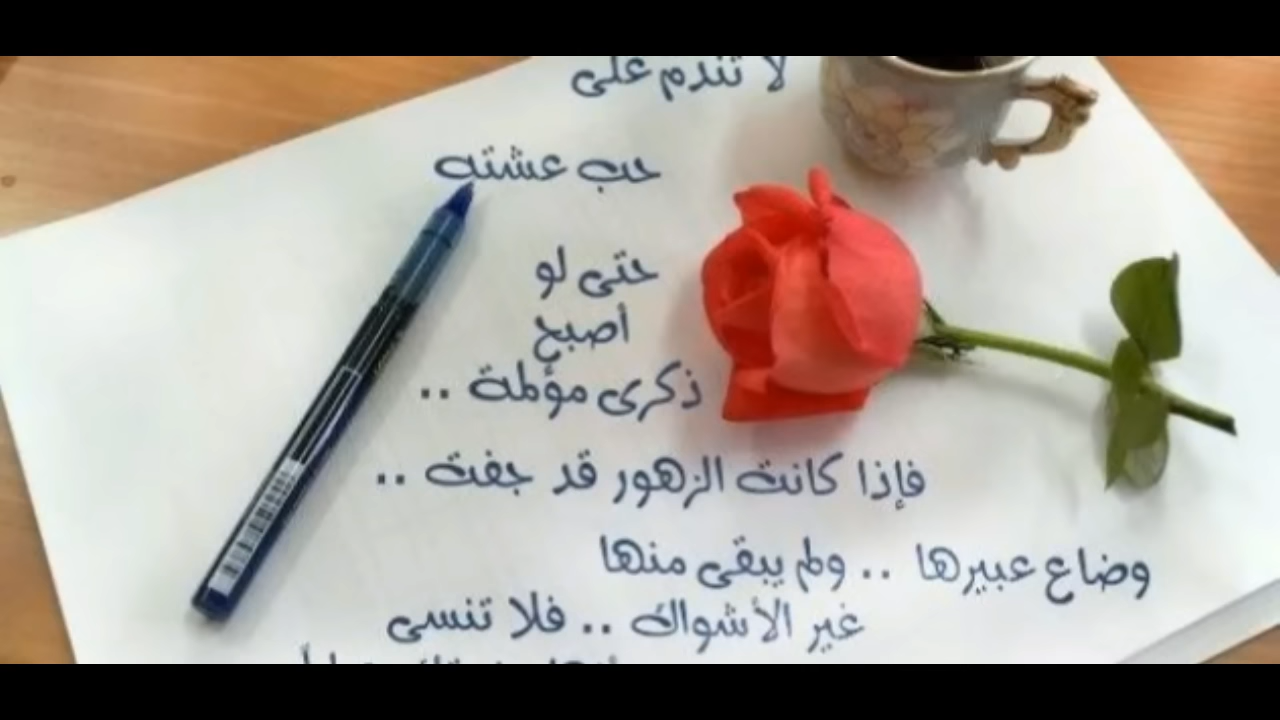 لا تندم على
حب عشته
حتى لو
أصبح
ذكرى مؤلمة ..
فإذا كانت الزهور قد جفت ..
وضاع عبيرها .. ولم يبقى منها
غير الأشواك .. فلا تنسى